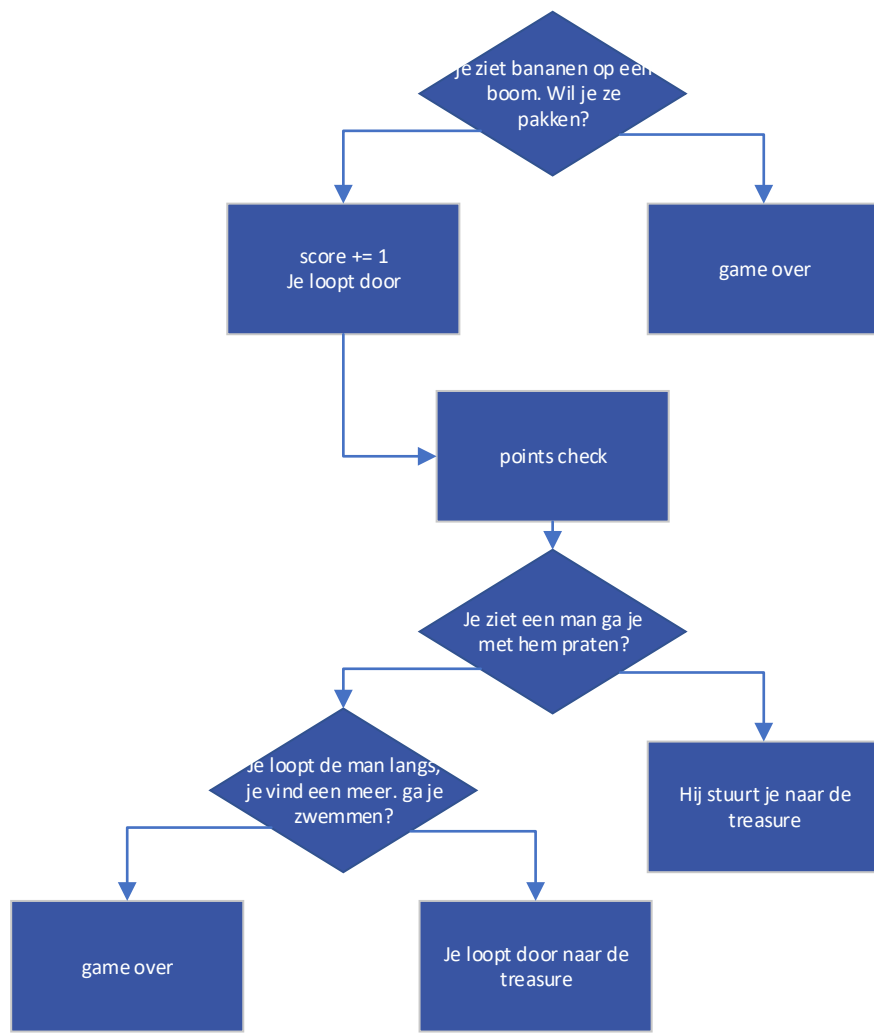 je ziet bananen op een
boom. Wil je ze
pakken?
score += 1
Je loopt door
game over
points check
Je ziet een man ga je
met hem praten?
Je loopt de man langs,
je vind een meer. ga je
zwemmen?
Hij stuurt je naar de
treasure
game over
Je loopt door naar de
treasure